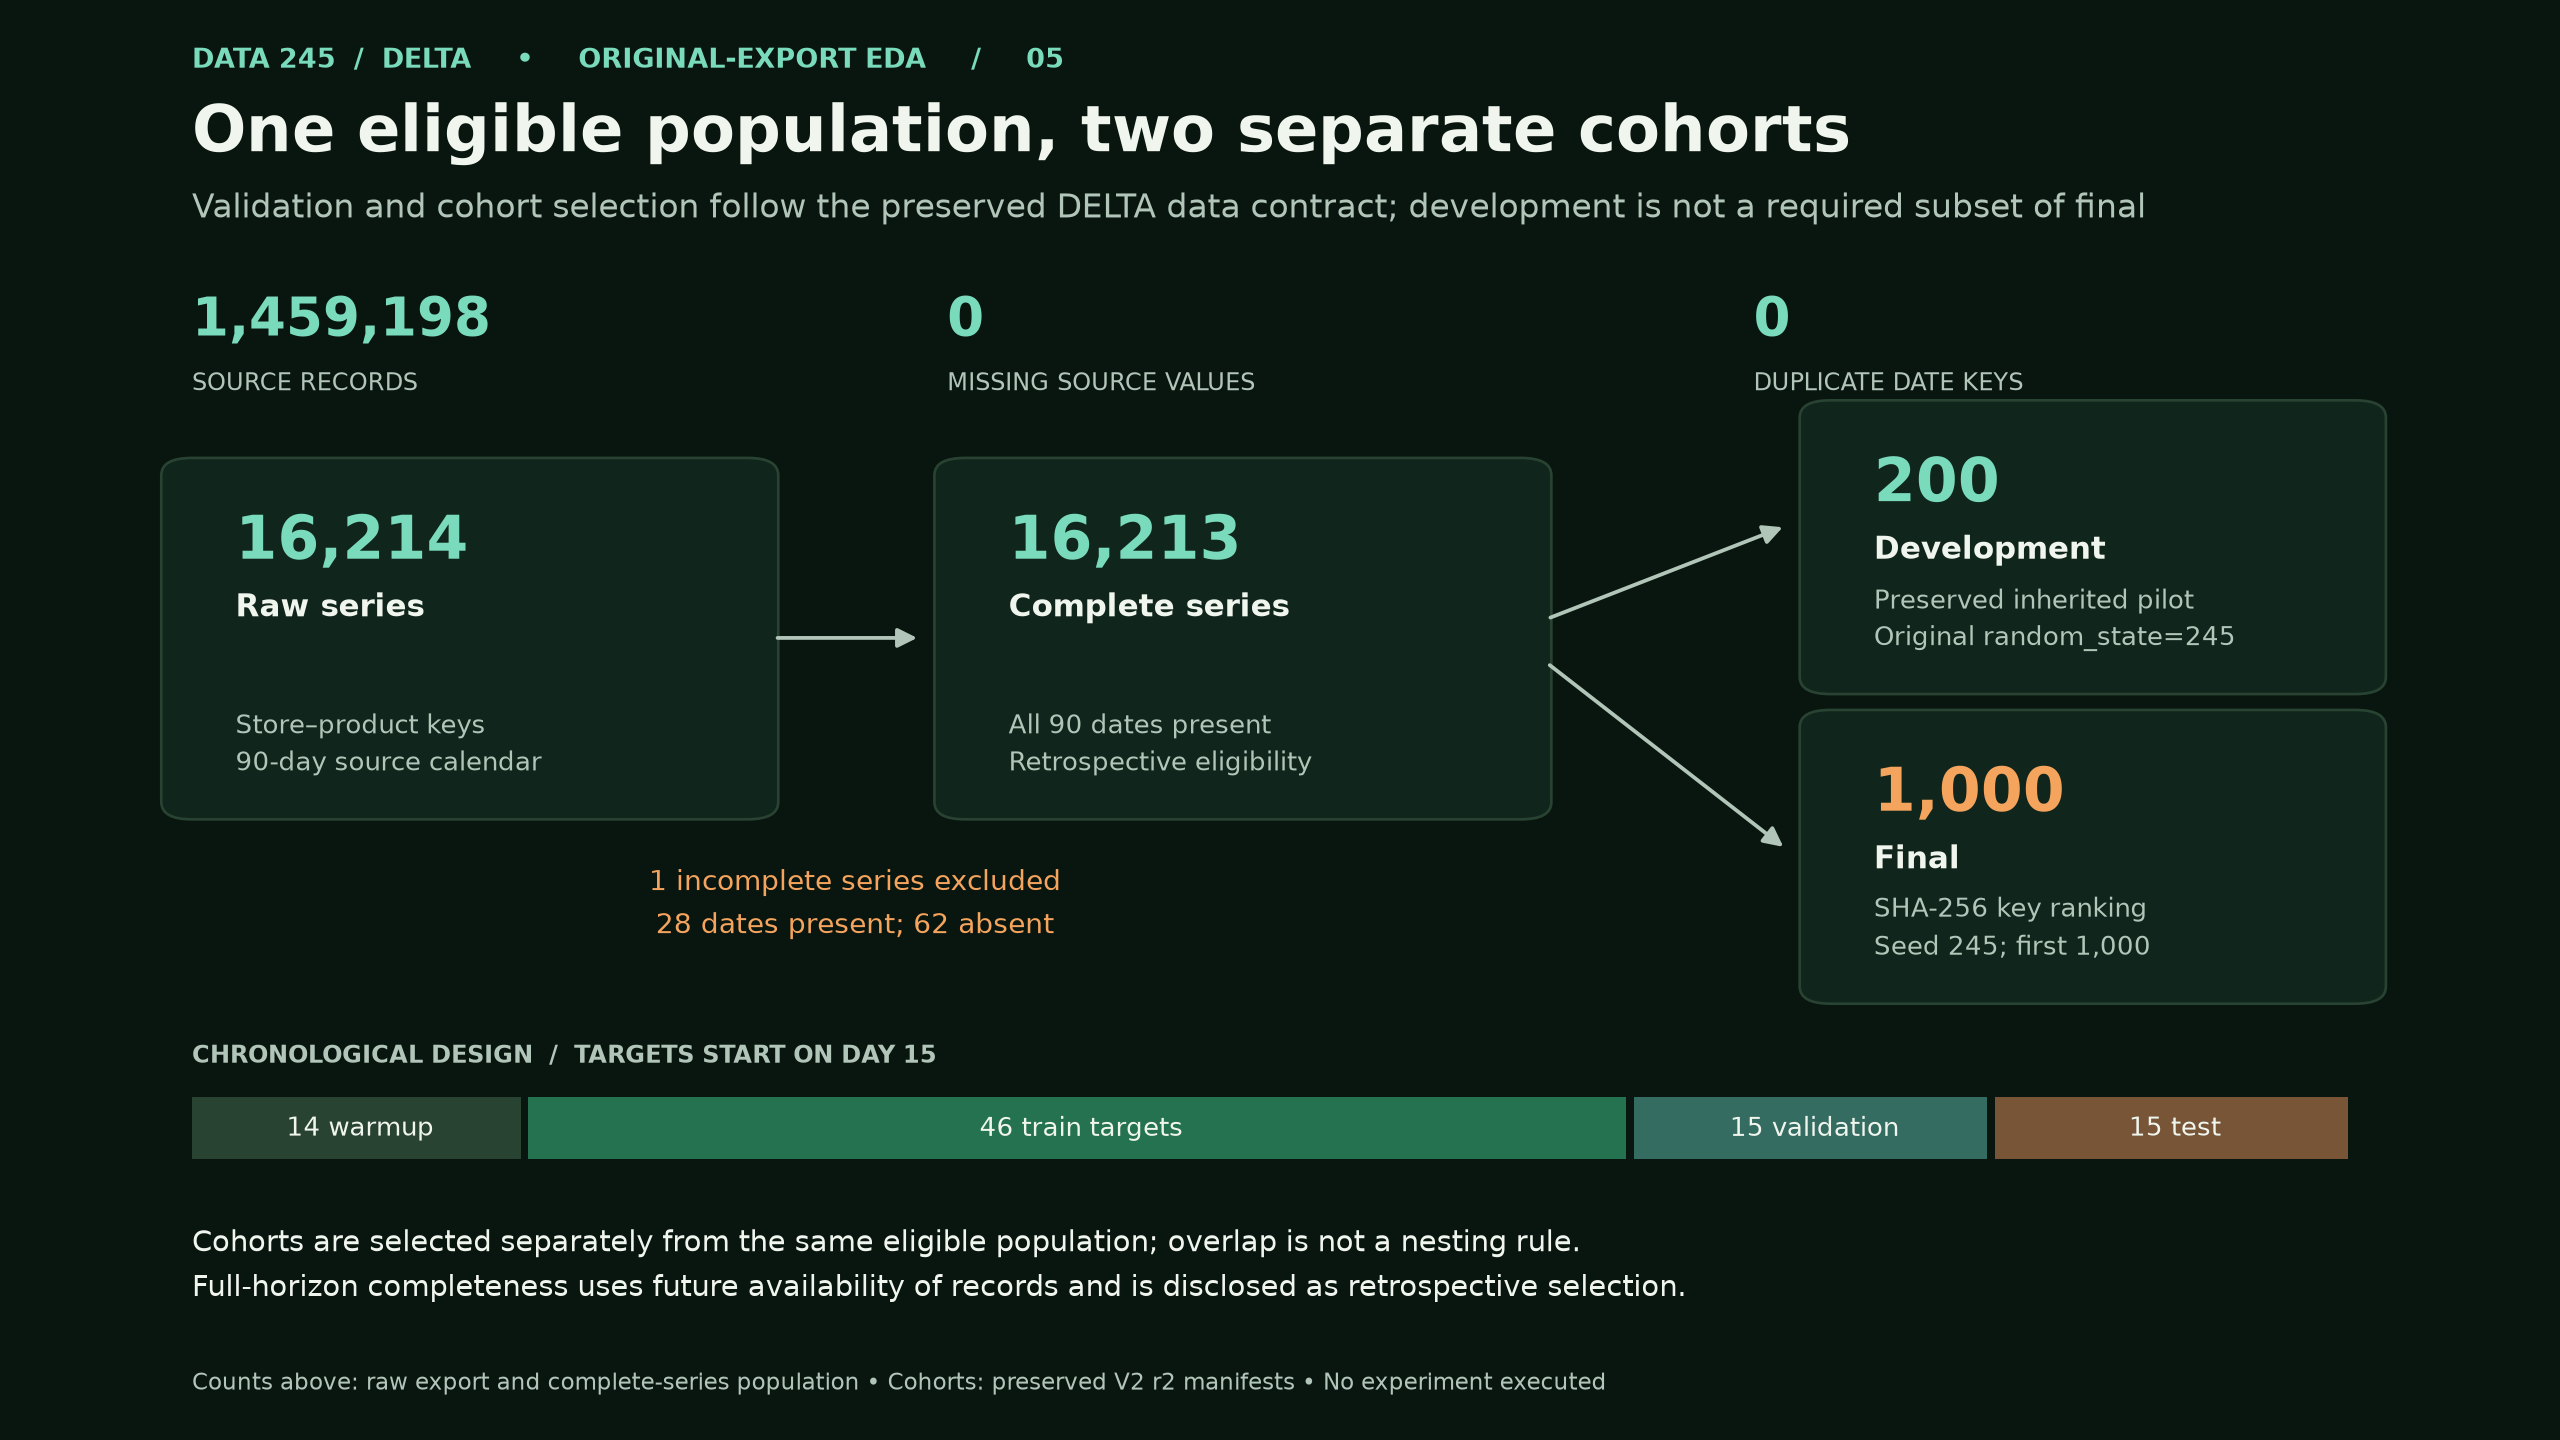 DATA 245 / DELTA • ORIGINAL-EXPORT EDA / 05
One eligible population, two separate cohorts
Validation and cohort selection follow the preserved DELTA data contract; development is not a required subset of final
1,459,198
SOURCE RECORDS
0
MISSING SOURCE VALUES
0
DUPLICATE DATE KEYS
16,214
Raw series
Store–product keys
90-day source calendar
16,213
Complete series
All 90 dates present
Retrospective eligibility
200
Development
Preserved inherited pilot
Original random_state=245
1,000
Final
SHA-256 key ranking
Seed 245; first 1,000
1 incomplete series excluded
28 dates present; 62 absent
CHRONOLOGICAL DESIGN / TARGETS START ON DAY 15
14 warmup
46 train targets
15 validation
15 test
Cohorts are selected separately from the same eligible population; overlap is not a nesting rule.
Full-horizon completeness uses future availability of records and is disclosed as retrospective selection.
Counts above: raw export and complete-series population • Cohorts: preserved V2 r2 manifests • No experiment executed